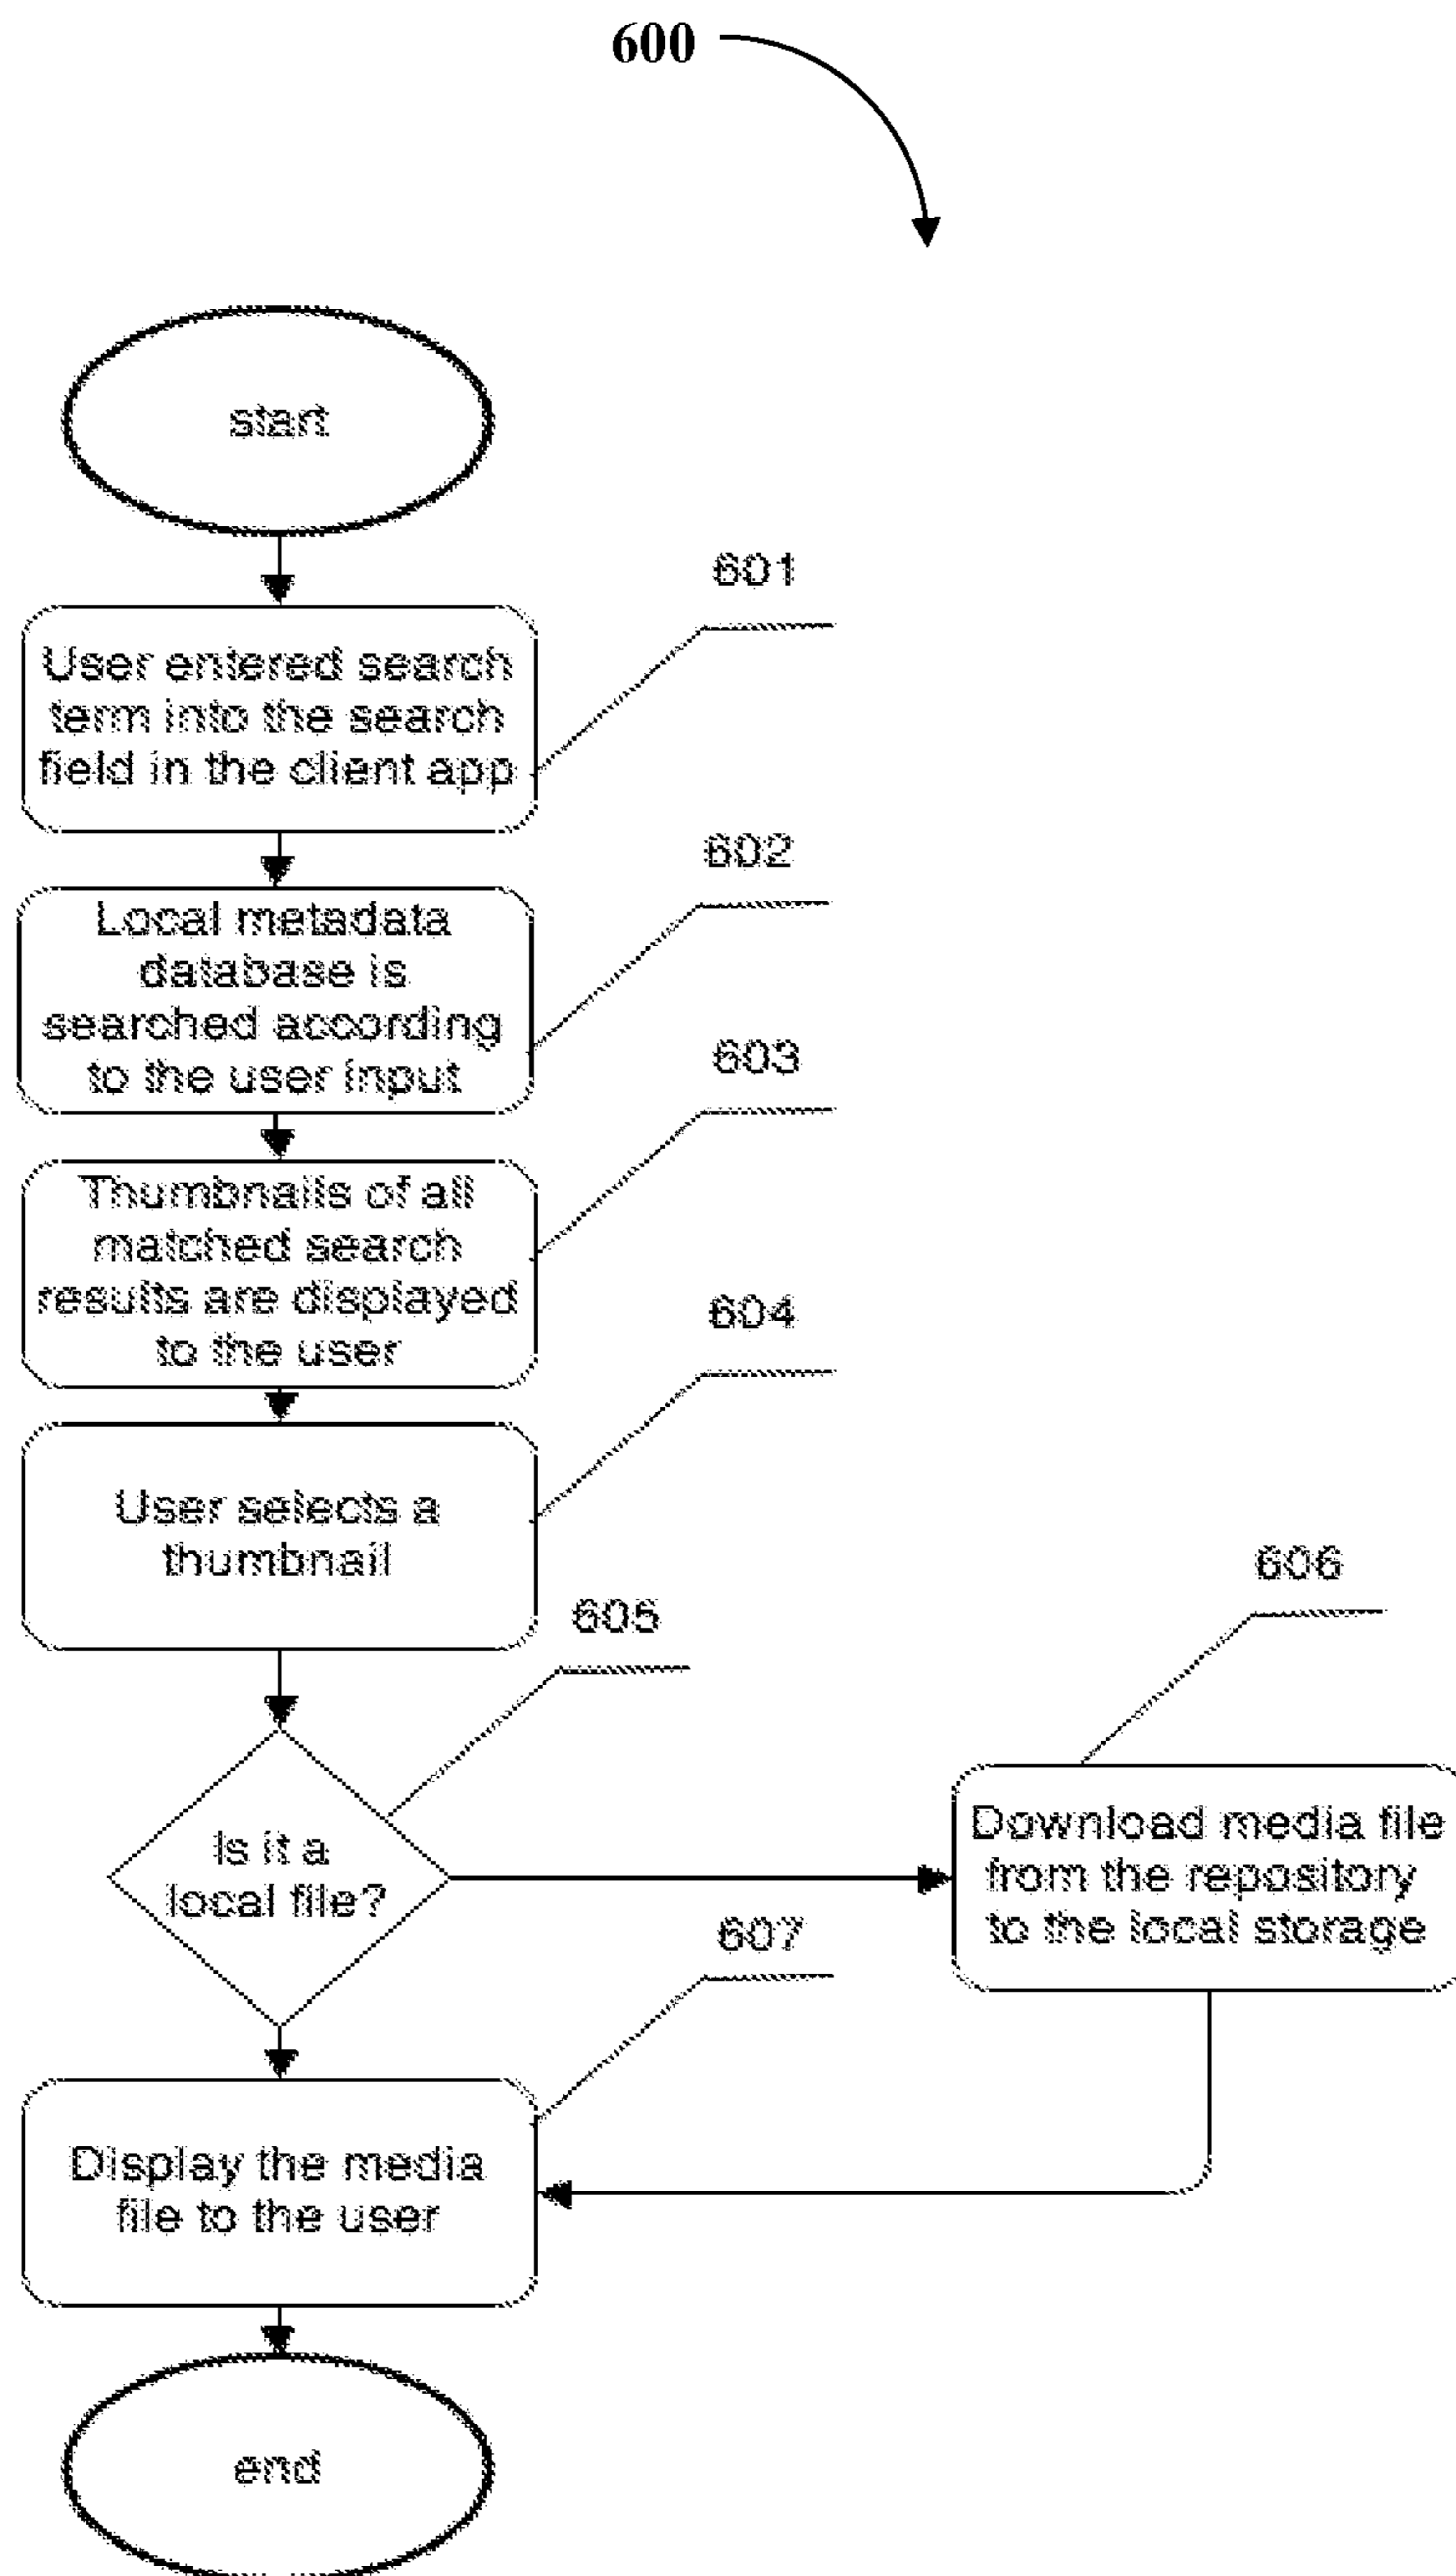 600
start
601
User entered search
term into the search
field in the client app
602
Local metadata
database is
searched according
to the user input
603
Thumbnails of all
matched search
results are displayed
to the user
604
User selects a
thumbnail
605
606
Is it a
local file?
Download media file
from the repository
to the local storage
607
Display the media
file to the user
end